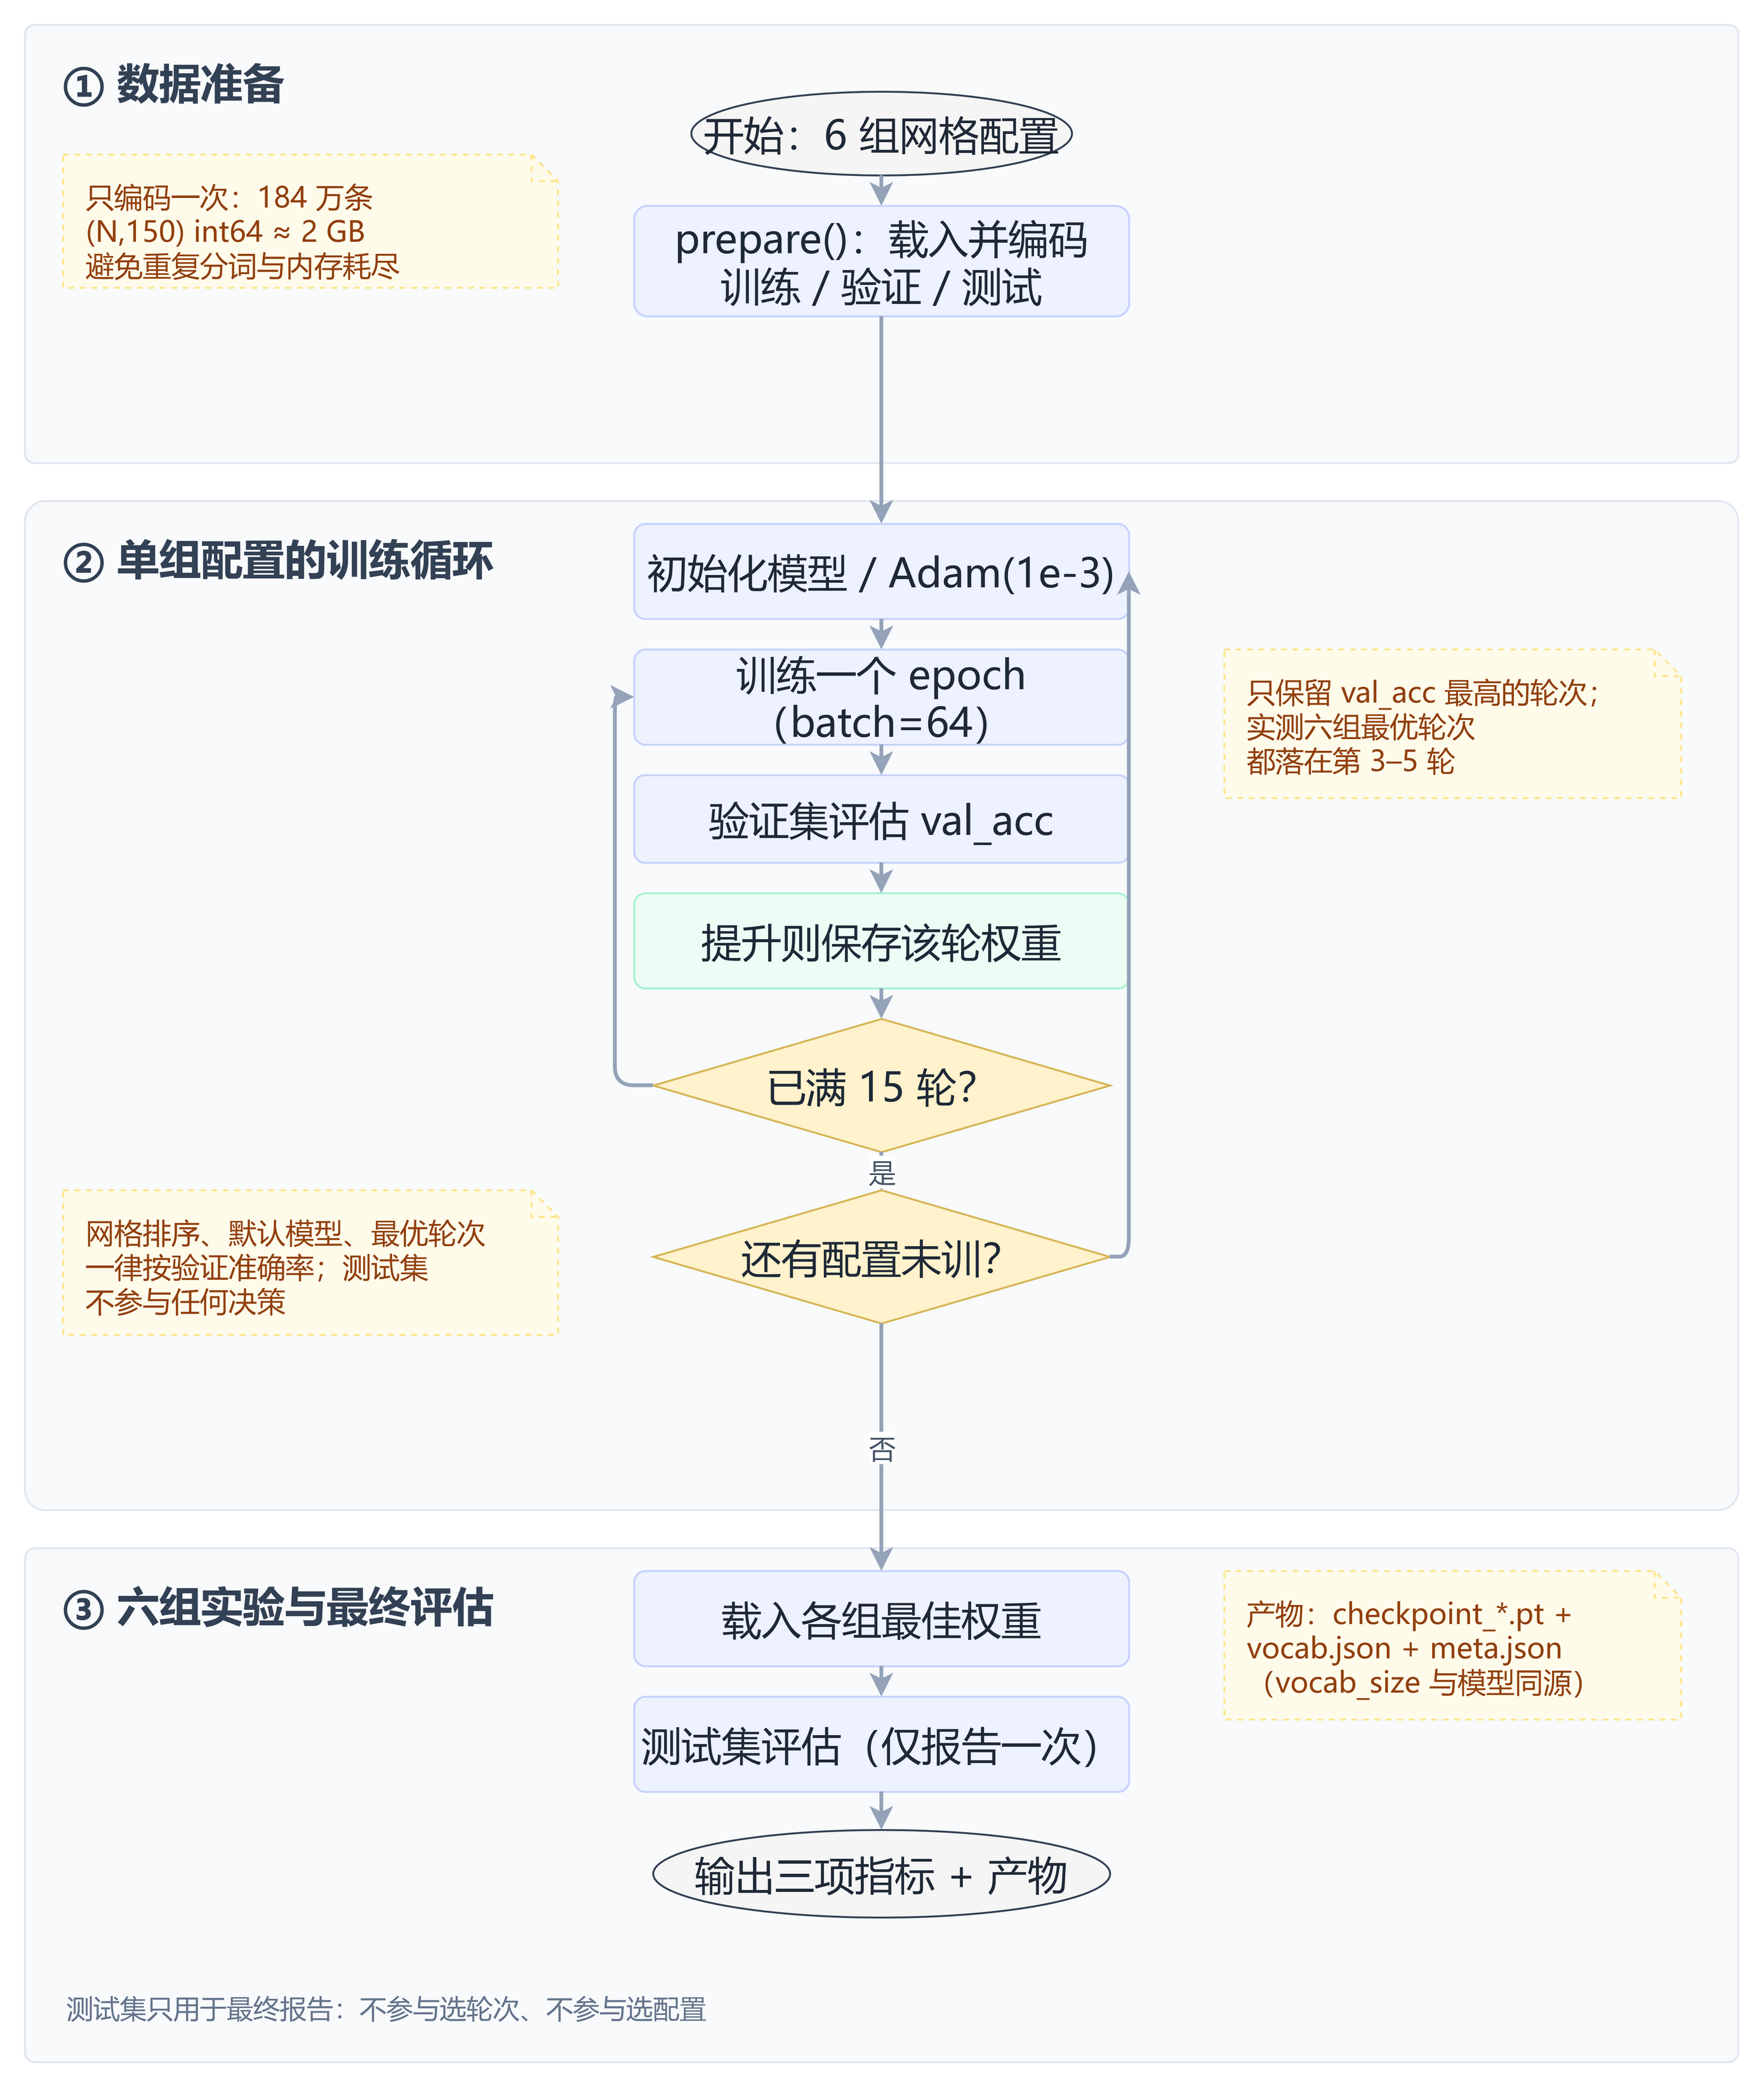 ① 数据准备
开始：6 组网格配置
只编码一次：184 万条
(N,150) int64 ≈ 2 GB
避免重复分词与内存耗尽
prepare()：载入并编码
训练 / 验证 / 测试
② 单组配置的训练循环
初始化模型 / Adam(1e-3)
训练一个 epoch
（batch=64）
只保留 val_acc 最高的轮次；
实测六组最优轮次
都落在第 3–5 轮
验证集评估 val_acc
提升则保存该轮权重
已满 15 轮？
是
网格排序、默认模型、最优轮次
一律按验证准确率；测试集
不参与任何决策
还有配置未训？
否
③ 六组实验与最终评估
载入各组最佳权重
产物：checkpoint_*.pt +
vocab.json + meta.json
（vocab_size 与模型同源）
测试集评估（仅报告一次）
输出三项指标 + 产物
测试集只用于最终报告：不参与选轮次、不参与选配置